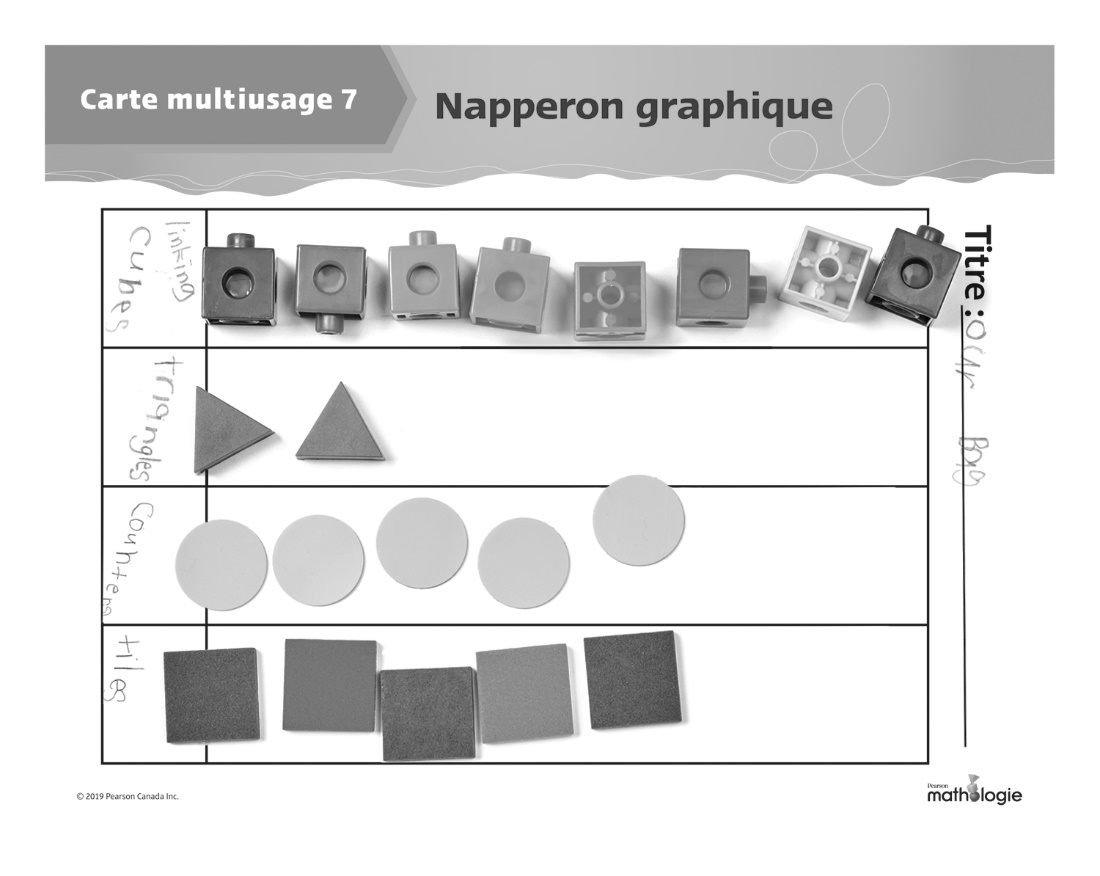 Carte multiusage 7
Napperon graphique
linking
cubes
triangles
Counters
tiles
Titre : Our Bag
© 2019 Pearson Canada Inc.
Pearson
mathologie